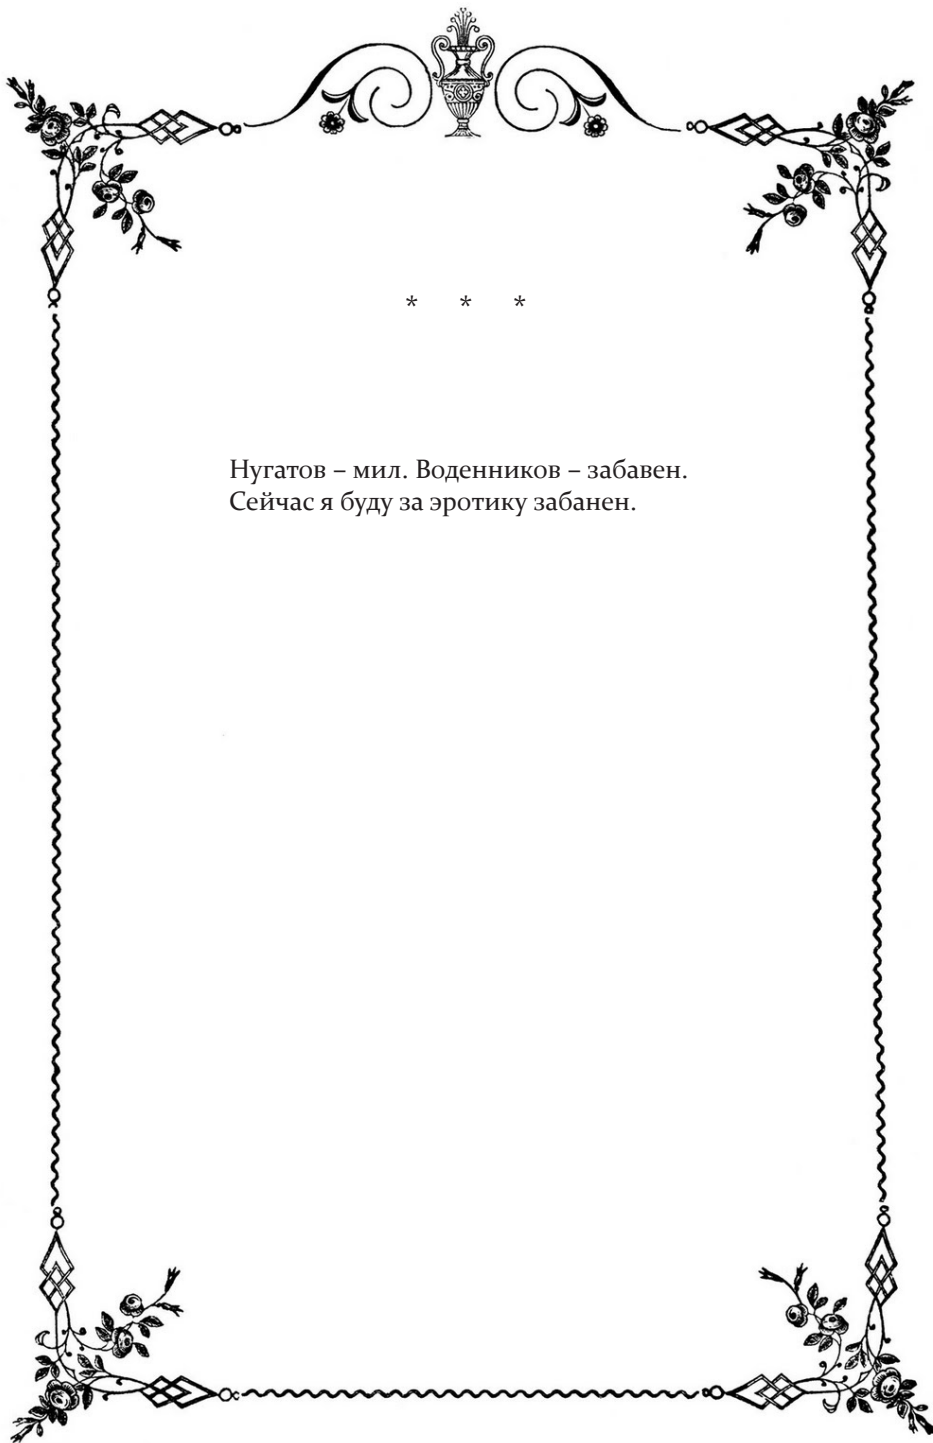 * * *
Нугатов – мил. Воденников – забавен.
Сейчас я буду за эротику забанен.